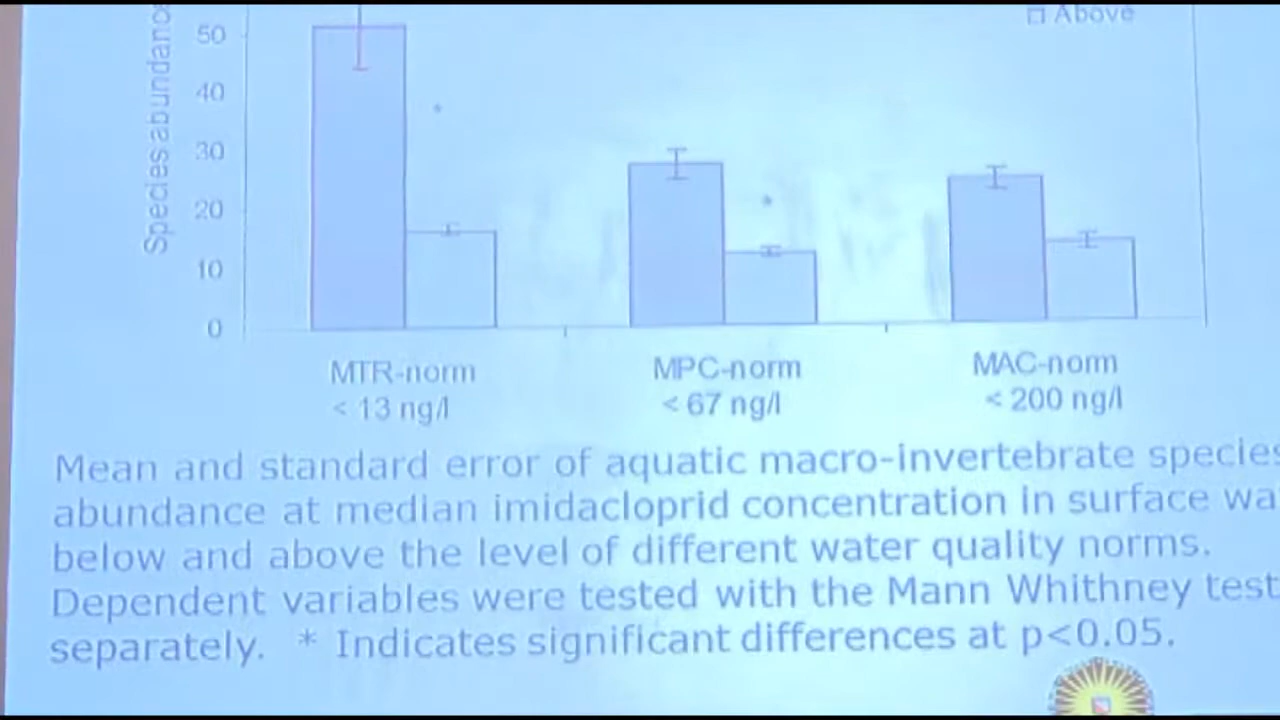 Above
Species abundance
50
40
30
20
10
0
MTR-norm
< 13 ng/l
MPC-norm
< 67 ng/l
MAC-norm
< 200 ng/l
*
*
Mean and standard error of aquatic macro-invertebrate species
abundance at median imidacloprid concentration in surface wa
below and above the level of different water quality norms.
Dependent variables were tested with the Mann Whithney test
separately. * Indicates significant differences at p<0.05.